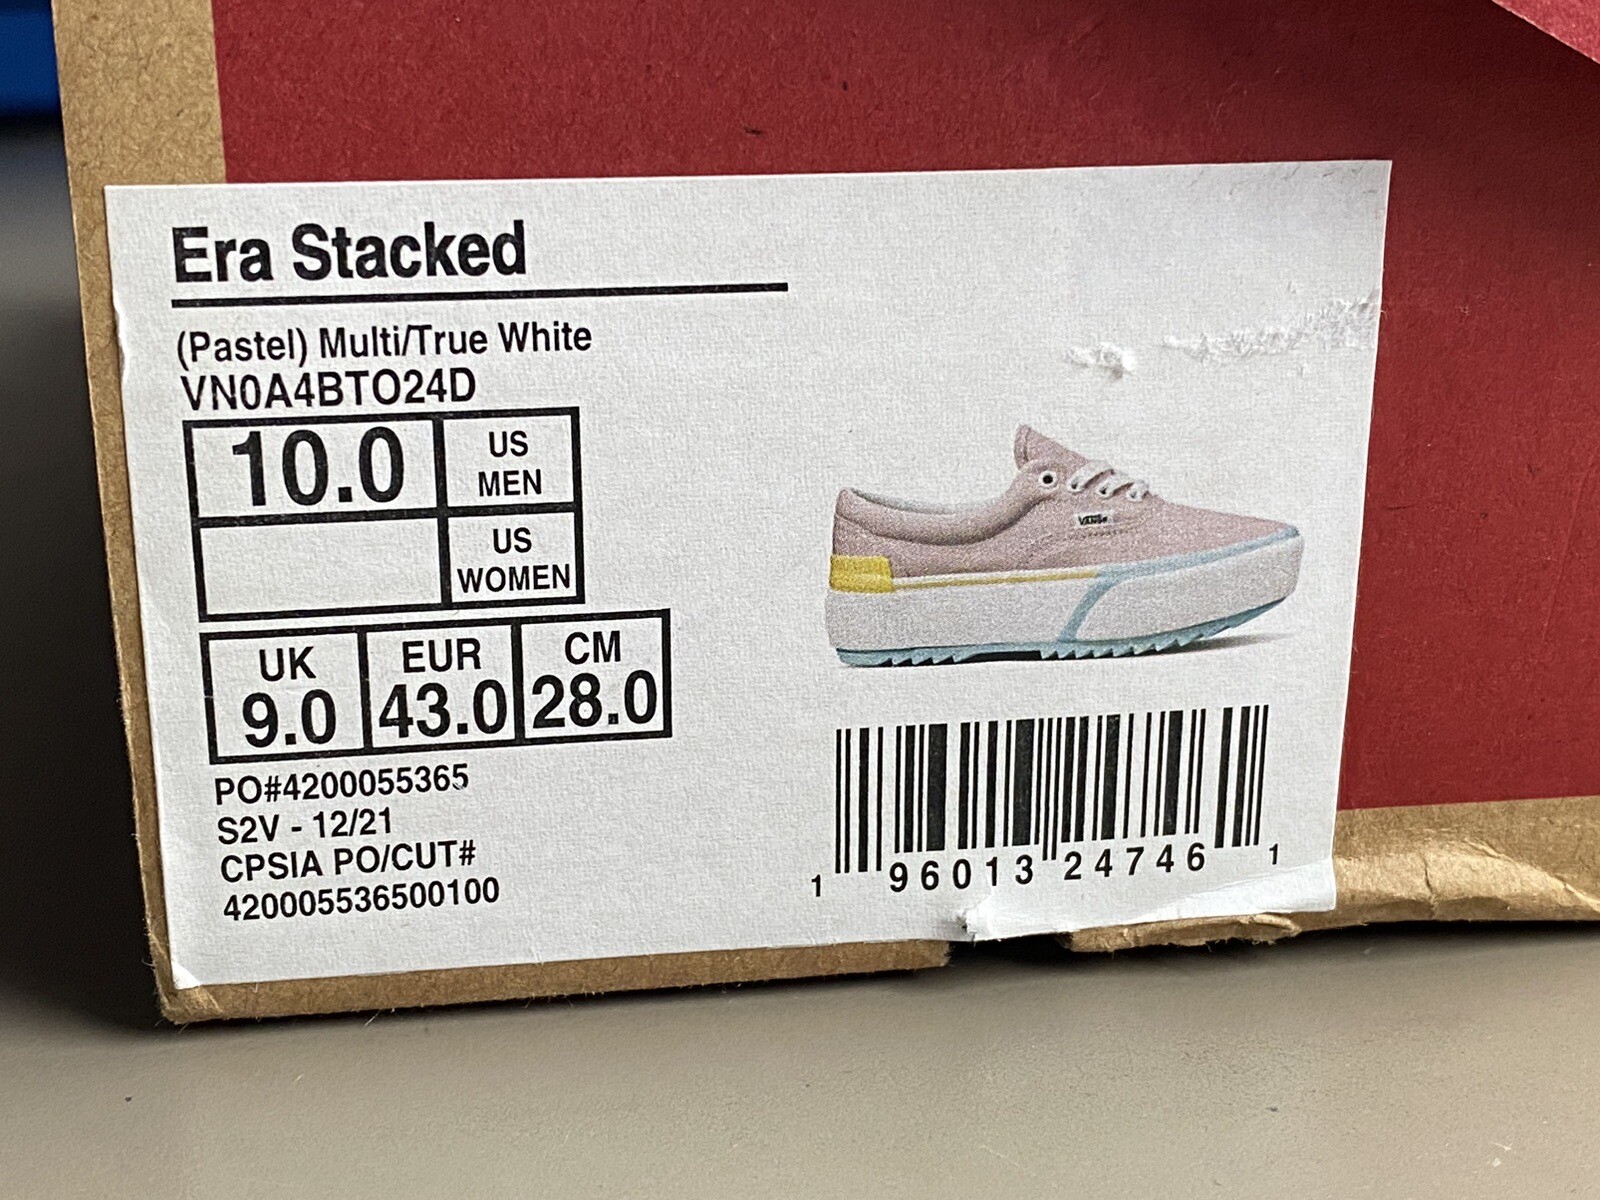 Era Stacked
(Pastel) Multi/True White
VN0A4BTO24D
10.0 US MEN
US WOMEN
UK EUR CM
9.0 43.0 28.0
PO#4200055365
S2V - 12/21
CPSIA PO/CUT#
420005536500100
VANS
1 96013 24746 1